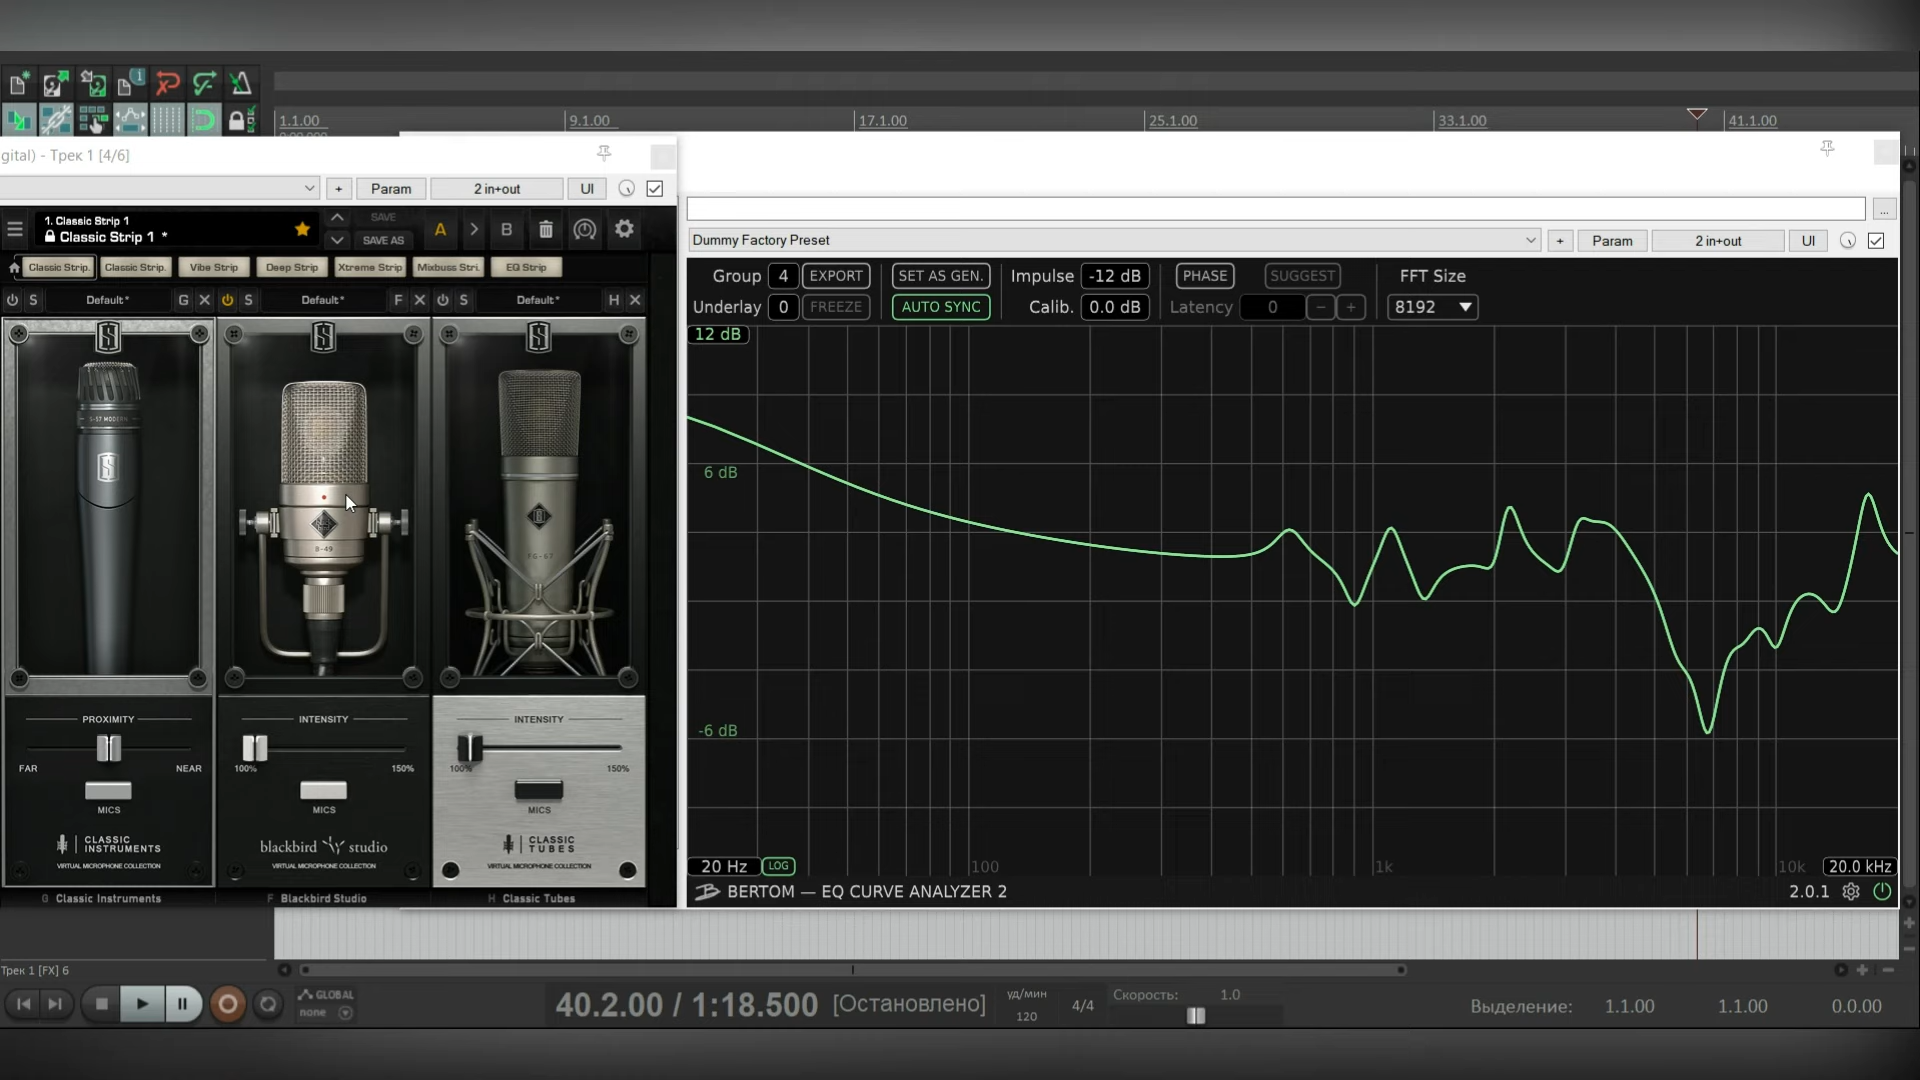 1.1.00
9.1.00
17.1.00
25.1.00
33.1.00
41.1.00
gital) - Трек 1 [4/6]
+
Param
2 in+out
UI
1. Classic Strip 1
Classic Strip 1 *
SAVE
SAVE AS
A
B
Classic Strip.
Classic Strip.
Vibe Strip
Deep Strip
Xtreme Strip
Mixbuss Stri.
EQ Strip
S
Default*
G
S
Default*
F
S
Default*
H
S-57 MODERN
B-49
FG-67
PROXIMITY
FAR
NEAR
MICS
CLASSIC
INSTRUMENTS
VIRTUAL MICROPHONE COLLECTION
G Classic Instruments
INTENSITY
100%
150%
MICS
blackbird studio
VIRTUAL MICROPHONE COLLECTION
F Blackbird Studio
INTENSITY
100%
150%
MICS
CLASSIC
TUBES
VIRTUAL MICROPHONE COLLECTION
H Classic Tubes
...
Dummy Factory Preset
+
Param
2 in+out
UI
Group 4 EXPORT
SET AS GEN.
Impulse -12 dB
PHASE
SUGGEST
FFT Size
Underlay 0 FREEZE
AUTO SYNC
Calib. 0.0 dB
Latency 0 - +
8192
12 dB
6 dB
-6 dB
20 Hz LOG
100
1k
10k
20.0 kHz
BERTOM — EQ CURVE ANALYZER 2
2.0.1
Трек 1 [FX] 6
GLOBAL
none
40.2.00 / 1:18.500 [Остановлено]
уд/мин
120
4/4
Скорость:
1.0
Выделение:
1.1.00
1.1.00
0.0.00